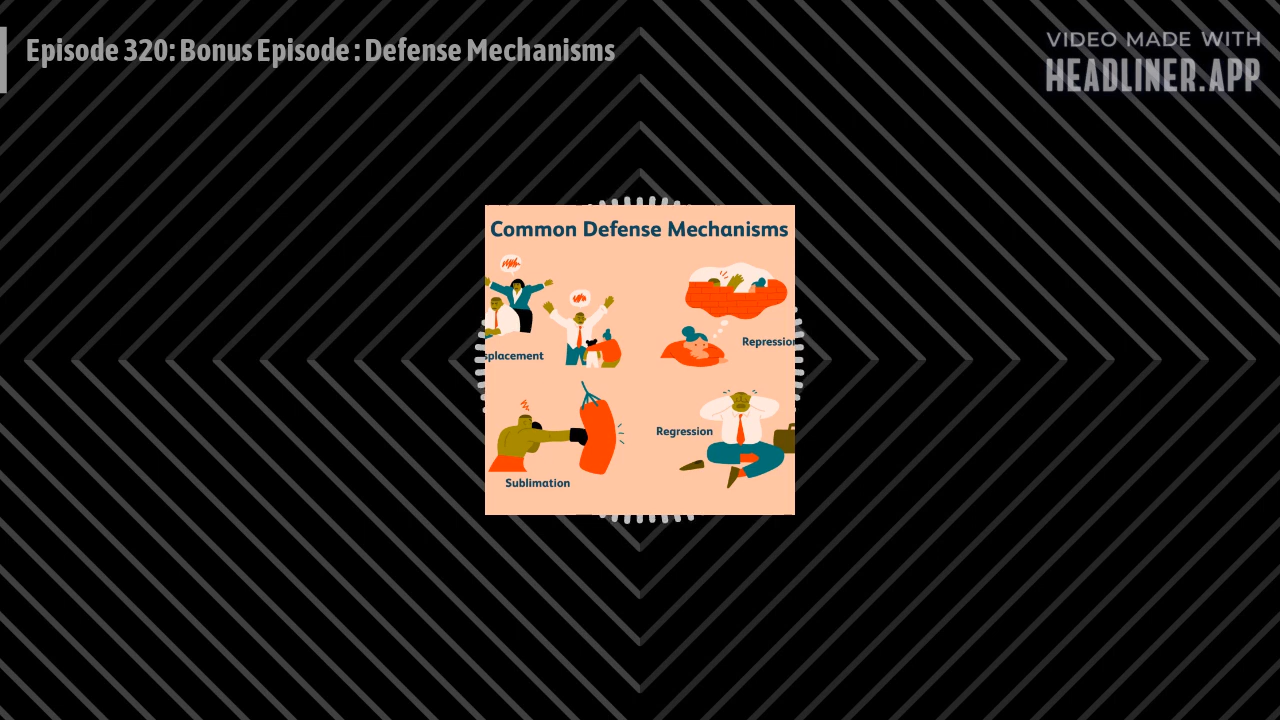 Episode 320: Bonus Episode : Defense Mechanisms
VIDEO MADE WITH
HEADLINER.APP
Common Defense Mechanisms
splacement
Repression
Sublimation
Regression